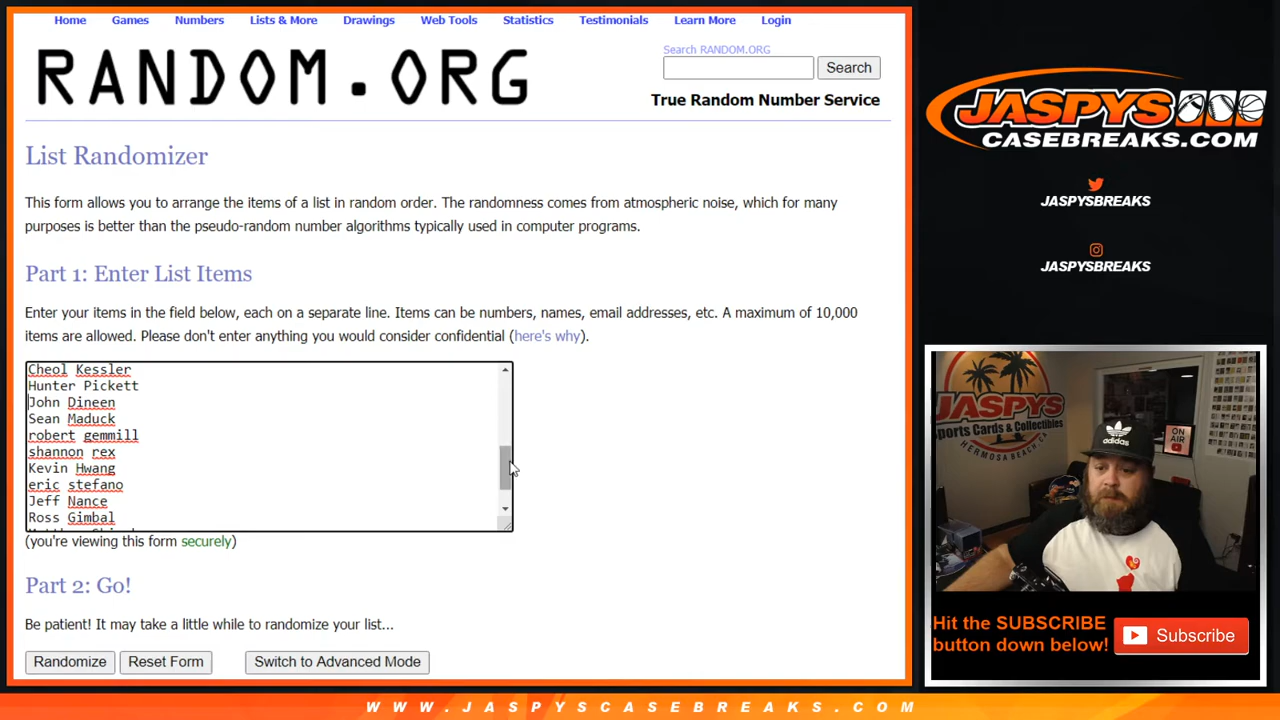 Home Games Numbers Lists & More Drawings Web Tools Statistics Testimonials Learn More Login
RANDOM.ORG
Search RANDOM.ORG
Search
True Random Number Service
List Randomizer
This form allows you to arrange the items of a list in random order. The randomness comes from atmospheric noise, which for many
purposes is better than the pseudo-random number algorithms typically used in computer programs.
Part 1: Enter List Items
Enter your items in the field below, each on a separate line. Items can be numbers, names, email addresses, etc. A maximum of 10,000
items are allowed. Please don't enter anything you would consider confidential (here's why).
Cheol Kessler
Hunter Pickett
John Dineen
Sean Maduck
robert gemmill
shannon rex
Kevin Hwang
eric stefano
Jeff Nance
Ross Gimbal
(you're viewing this form securely)
Part 2: Go!
Be patient! It may take a little while to randomize your list...
Randomize Reset Form Switch to Advanced Mode
JASPYS
CASEBREAKS.COM
JASPYSBREAKS
JASPYSBREAKS
JASPYS
Sports Cards & Collectibles
HERMOSA BEACH, CA
ON
AIR
adidas
Hit the SUBSCRIBE
button down below!
Subscribe
WWW.JASPYSCASEBREAKS.COM